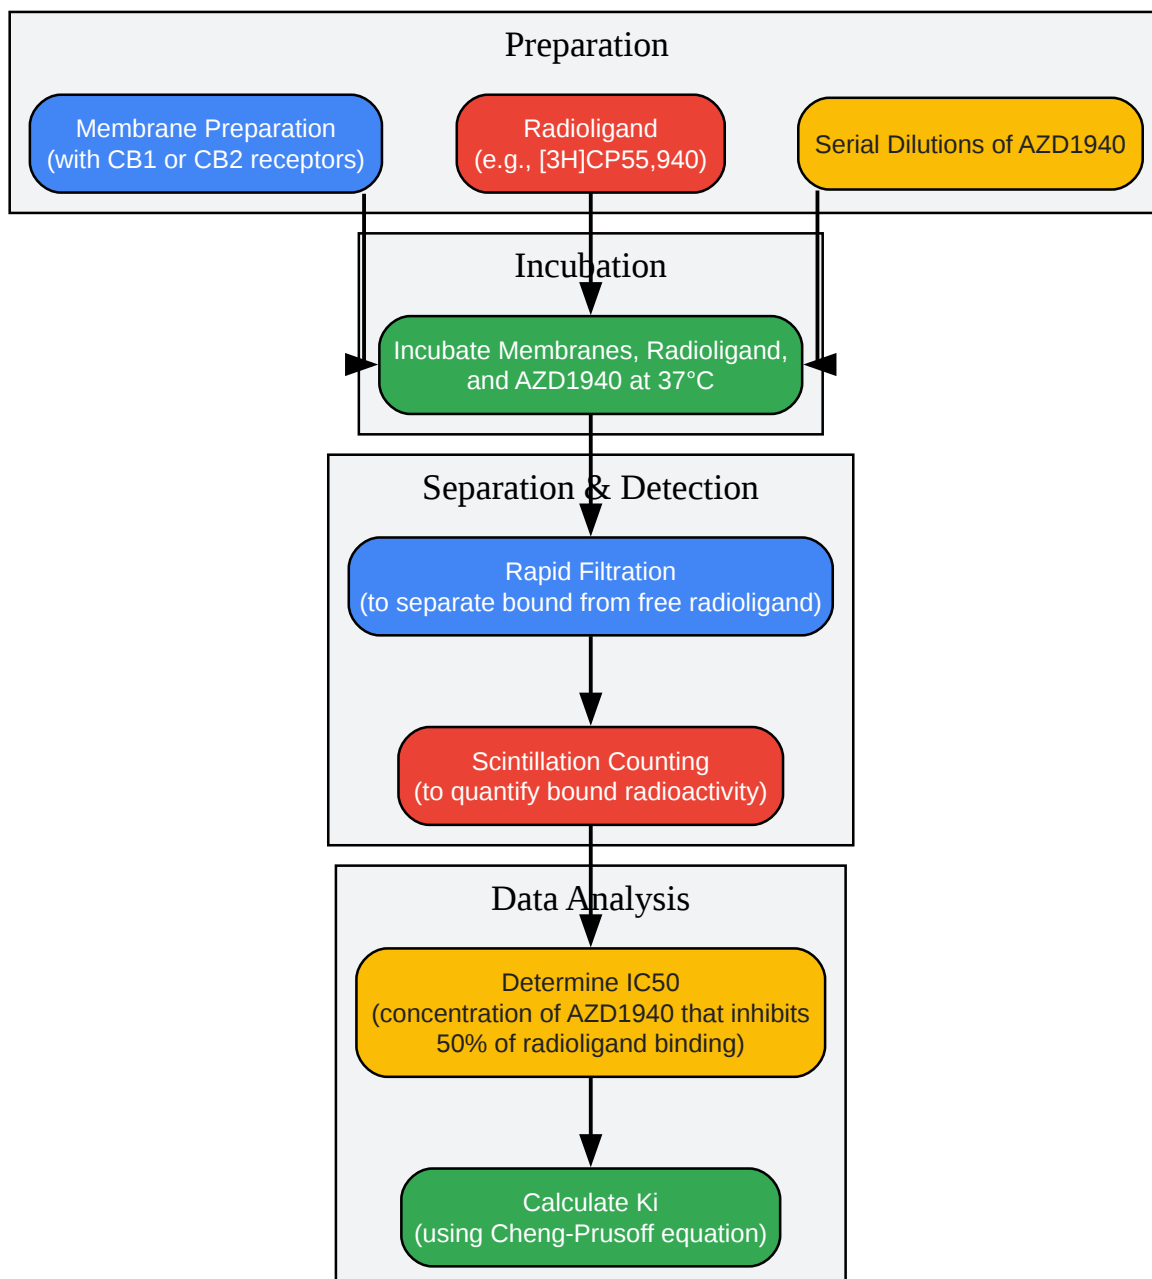 Preparation
Membrane Preparation
(with CB1 or CB2 receptors)
Radioligand
(e.g., [3H]CP55,940)
Serial Dilutions of AZD1940
Incubation
Incubate Membranes, Radioligand,
and AZD1940 at 37°C
Separation & Detection
Rapid Filtration
(to separate bound from free radioligand)
Scintillation Counting
(to quantify bound radioactivity)
Data Analysis
Determine IC50
(concentration of AZD1940 that inhibits
50% of radioligand binding)
Calculate Ki
(using Cheng-Prusoff equation)